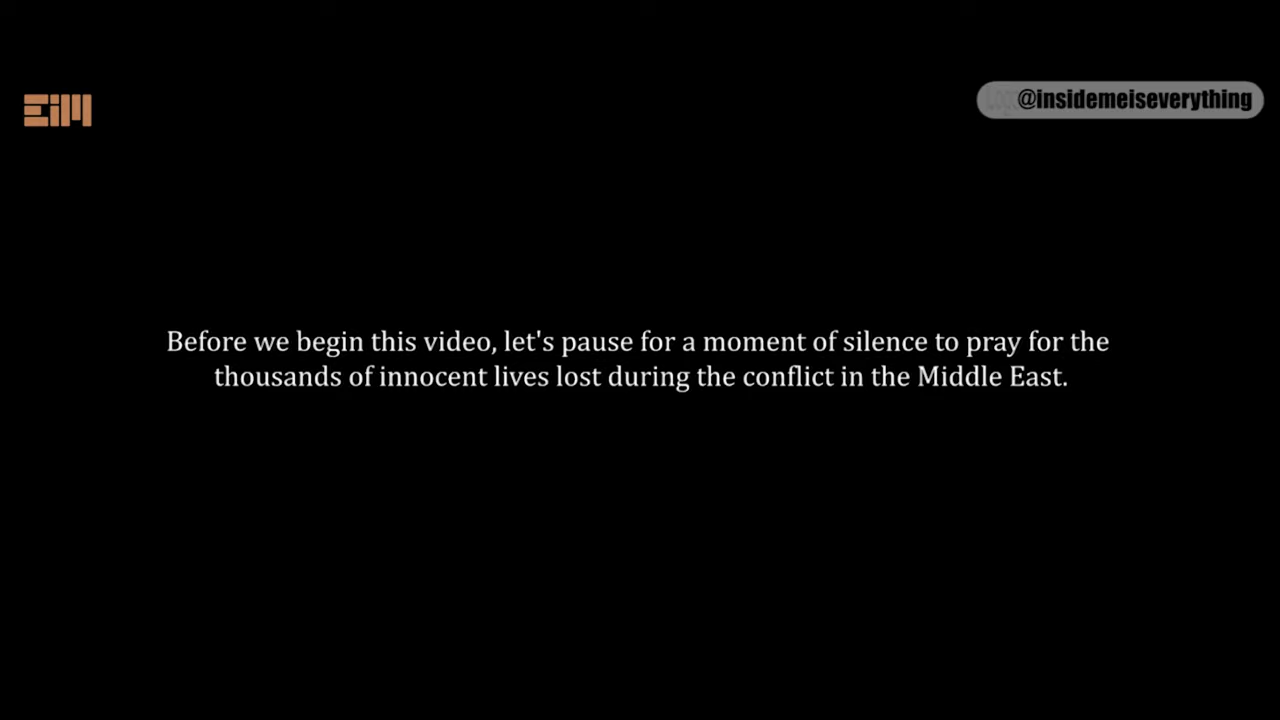 EiM
@insidemeiseverything
Before we begin this video, let's pause for a moment of silence to pray for the
thousands of innocent lives lost during the conflict in the Middle East.